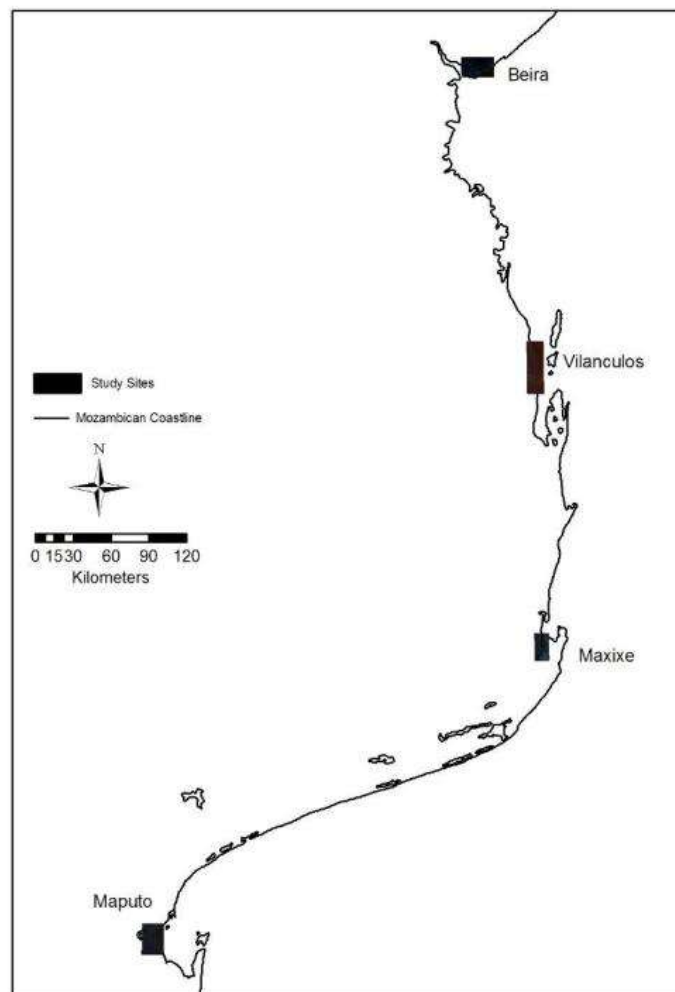 Beira
Vilanculos
Study Sites
Mozambican Coastline
N
0 15 30 60 90 120
Kilometers
Maxixe
Maputo